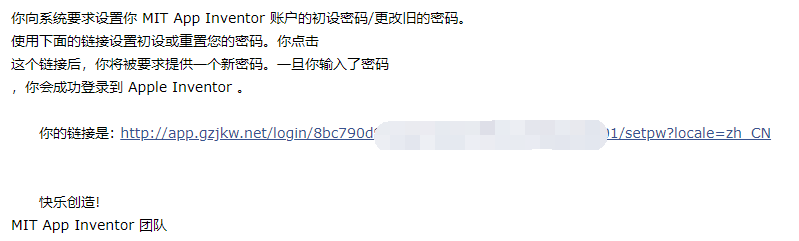 你向系统要求设置你 MIT App Inventor 账户的初设密码/更改旧的密码。
使用下面的链接设置初设或重置您的密码。你点击
这个链接后，你将被要求提供一个新密码。一旦你输入了密码
，你会成功登录到 Apple Inventor 。
你的链接是: http://app.gzjkw.net/login/8bc790d 01/setpw?locale=zh_CN
快乐创造!
MIT App Inventor 团队